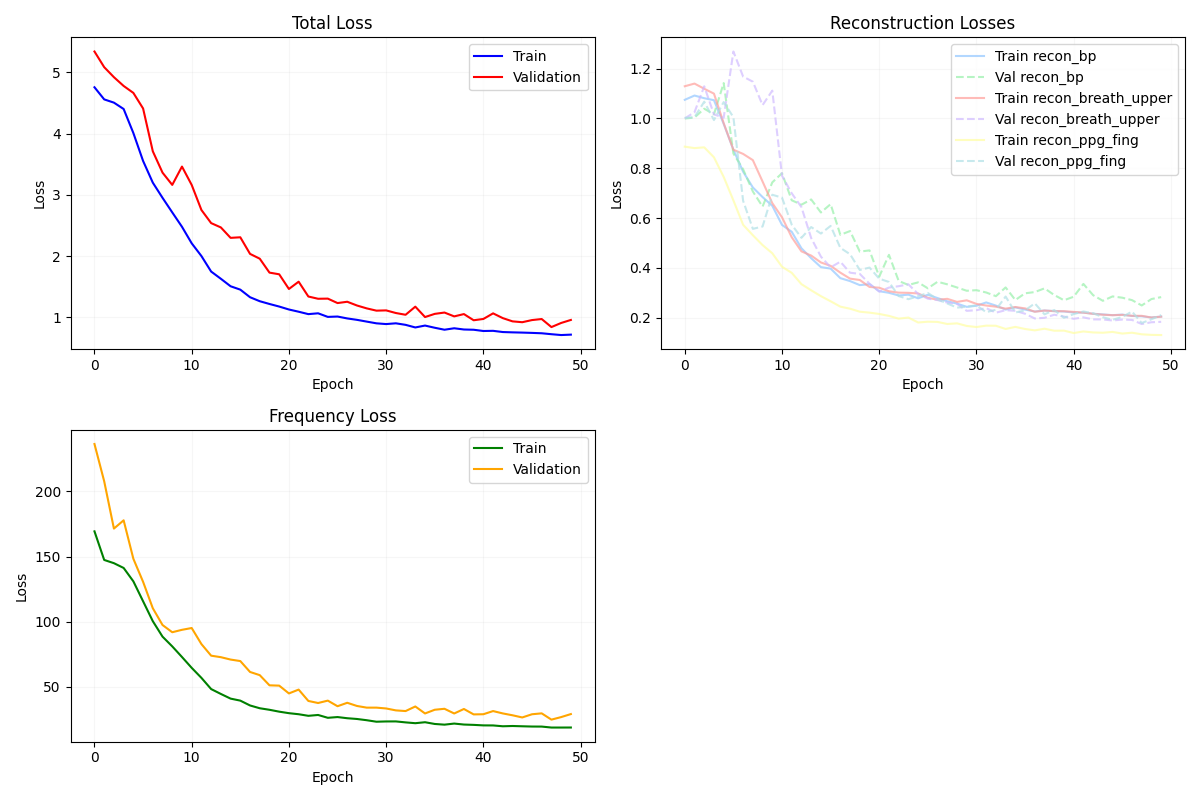 Total Loss
Loss
5
4
3
2
1
Train
Validation
0
10
20
30
40
50
Epoch
Reconstruction Losses
Loss
1.2
1.0
0.8
0.6
0.4
0.2
Train recon_bp
Val recon_bp
Train recon_breath_upper
Val recon_breath_upper
Train recon_ppg_fing
Val recon_ppg_fing
0
10
20
30
40
50
Epoch
Frequency Loss
Loss
200
150
100
50
Train
Validation
0
10
20
30
40
50
Epoch